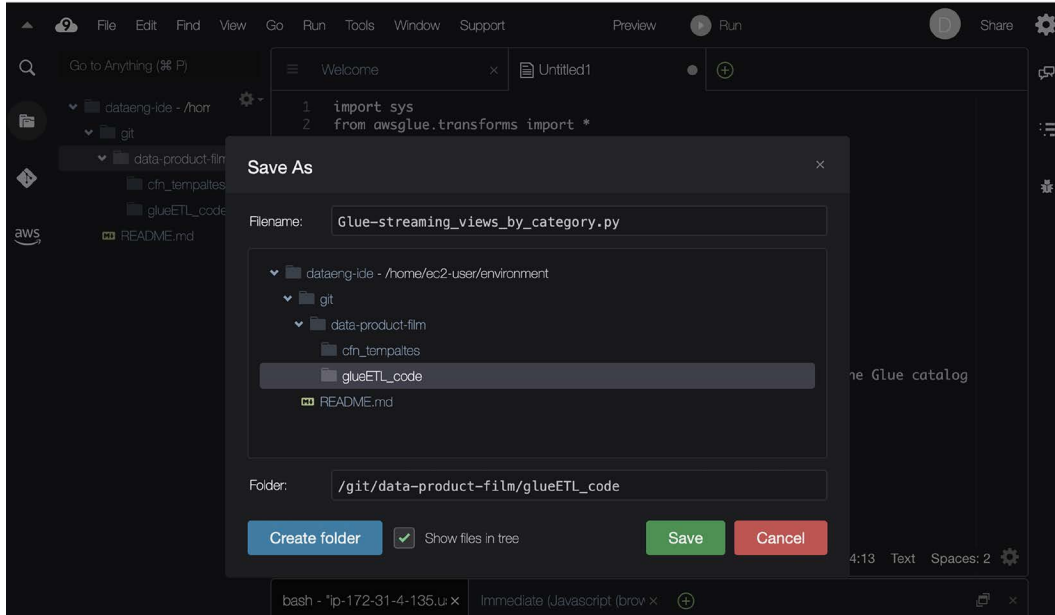 File Edit Find View Go Run Tools Window Support Preview Run D Share
9
Go to Anything (⌘ P)
Welcome × Untitled1
dataeng-ide - /hom
1 import sys
git
2 from awsglue.transforms import *
data-product-film
cfn_tempaltes
glueETL_code
README.md
aws
Save As ×
Filename: Glue-streaming_views_by_category.py
dataeng-ide - /home/ec2-user/environment
git
data-product-film
cfn_tempaltes
glueETL_code
README.md
he Glue catalog
Folder: /git/data-product-film/glueETL_code
Create folder Show files in tree Save Cancel
4:13 Text Spaces: 2
bash - "ip-172-31-4-135.u × Immediate (Javascript (brow × ×